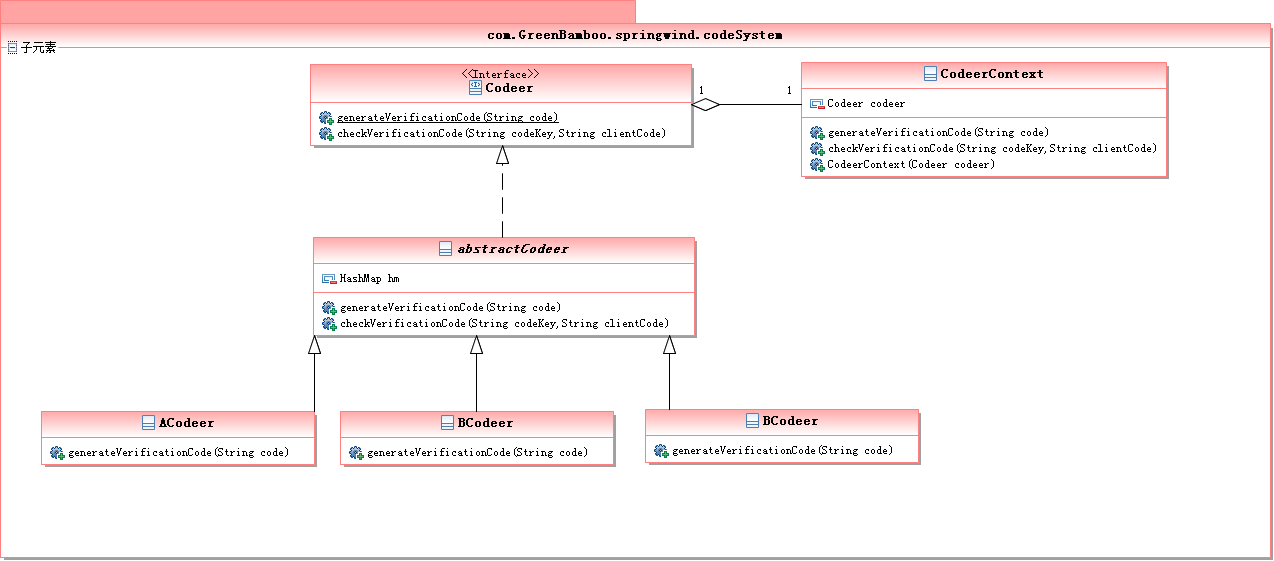 com.GreenBamboo.springwind.codeSystem
子元素
<<Interface>>
Codeer
generateVerificationCode(String code)
checkVerificationCode(String codeKey,String clientCode)
1
1
CodeerContext
Codeer codeer
generateVerificationCode(String code)
checkVerificationCode(String codeKey,String clientCode)
CodeerContext(Codeer codeer)
abstractCodeer
HashMap hm
generateVerificationCode(String code)
checkVerificationCode(String codeKey,String clientCode)
ACodeer
generateVerificationCode(String code)
BCodeer
generateVerificationCode(String code)
BCodeer
generateVerificationCode(String code)